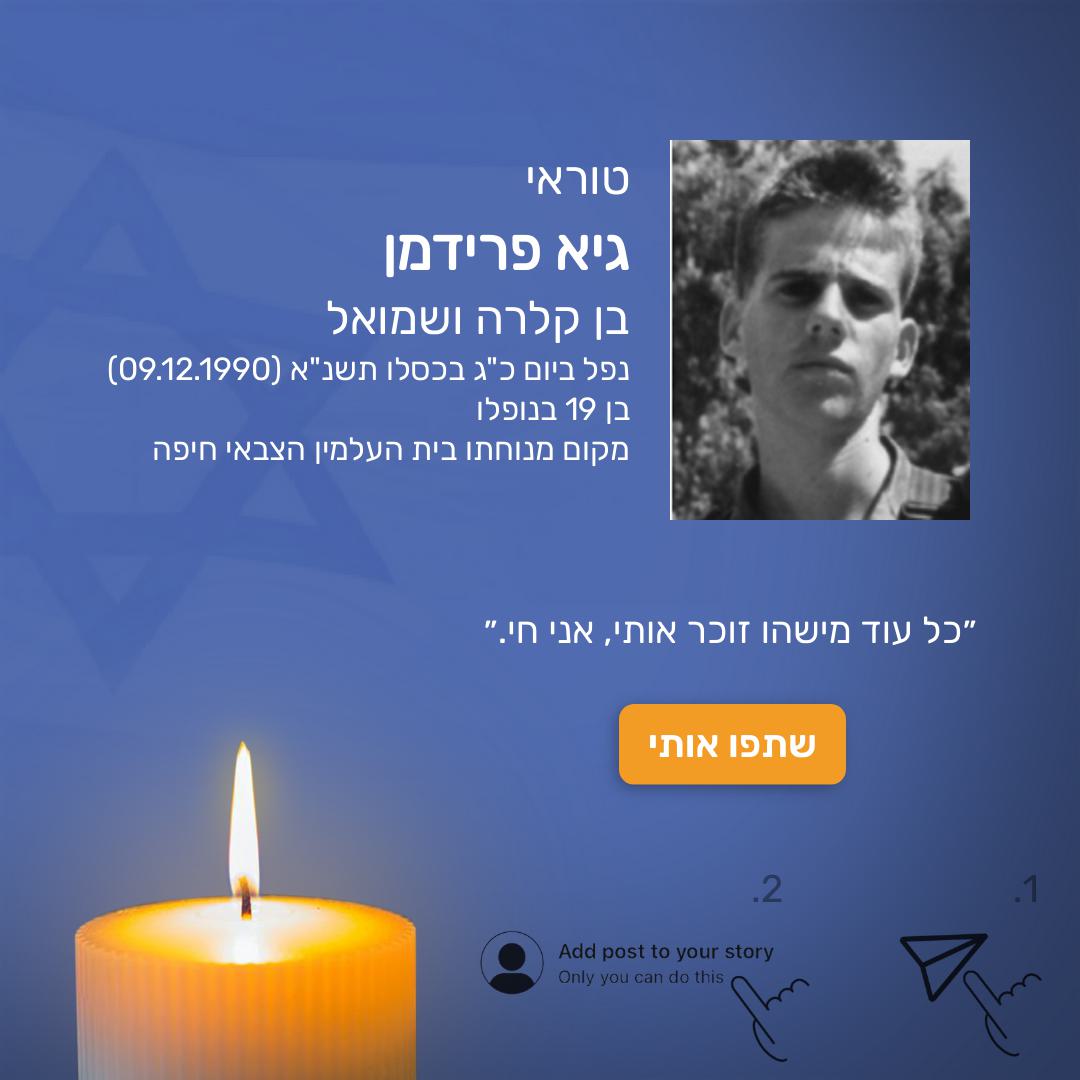 טוראי
גיא פרידמן
בן קלרה ושמואל
נפל ביום כ"ג בכסלו תשנ"א (09.12.1990)
בן 19 בנופלו
מקום מנוחתו בית העלמין הצבאי חיפה
״כל עוד מישהו זוכר אותי, אני חי.״
שתפו אותי
.1
.2
Add post to your story
Only you can do this